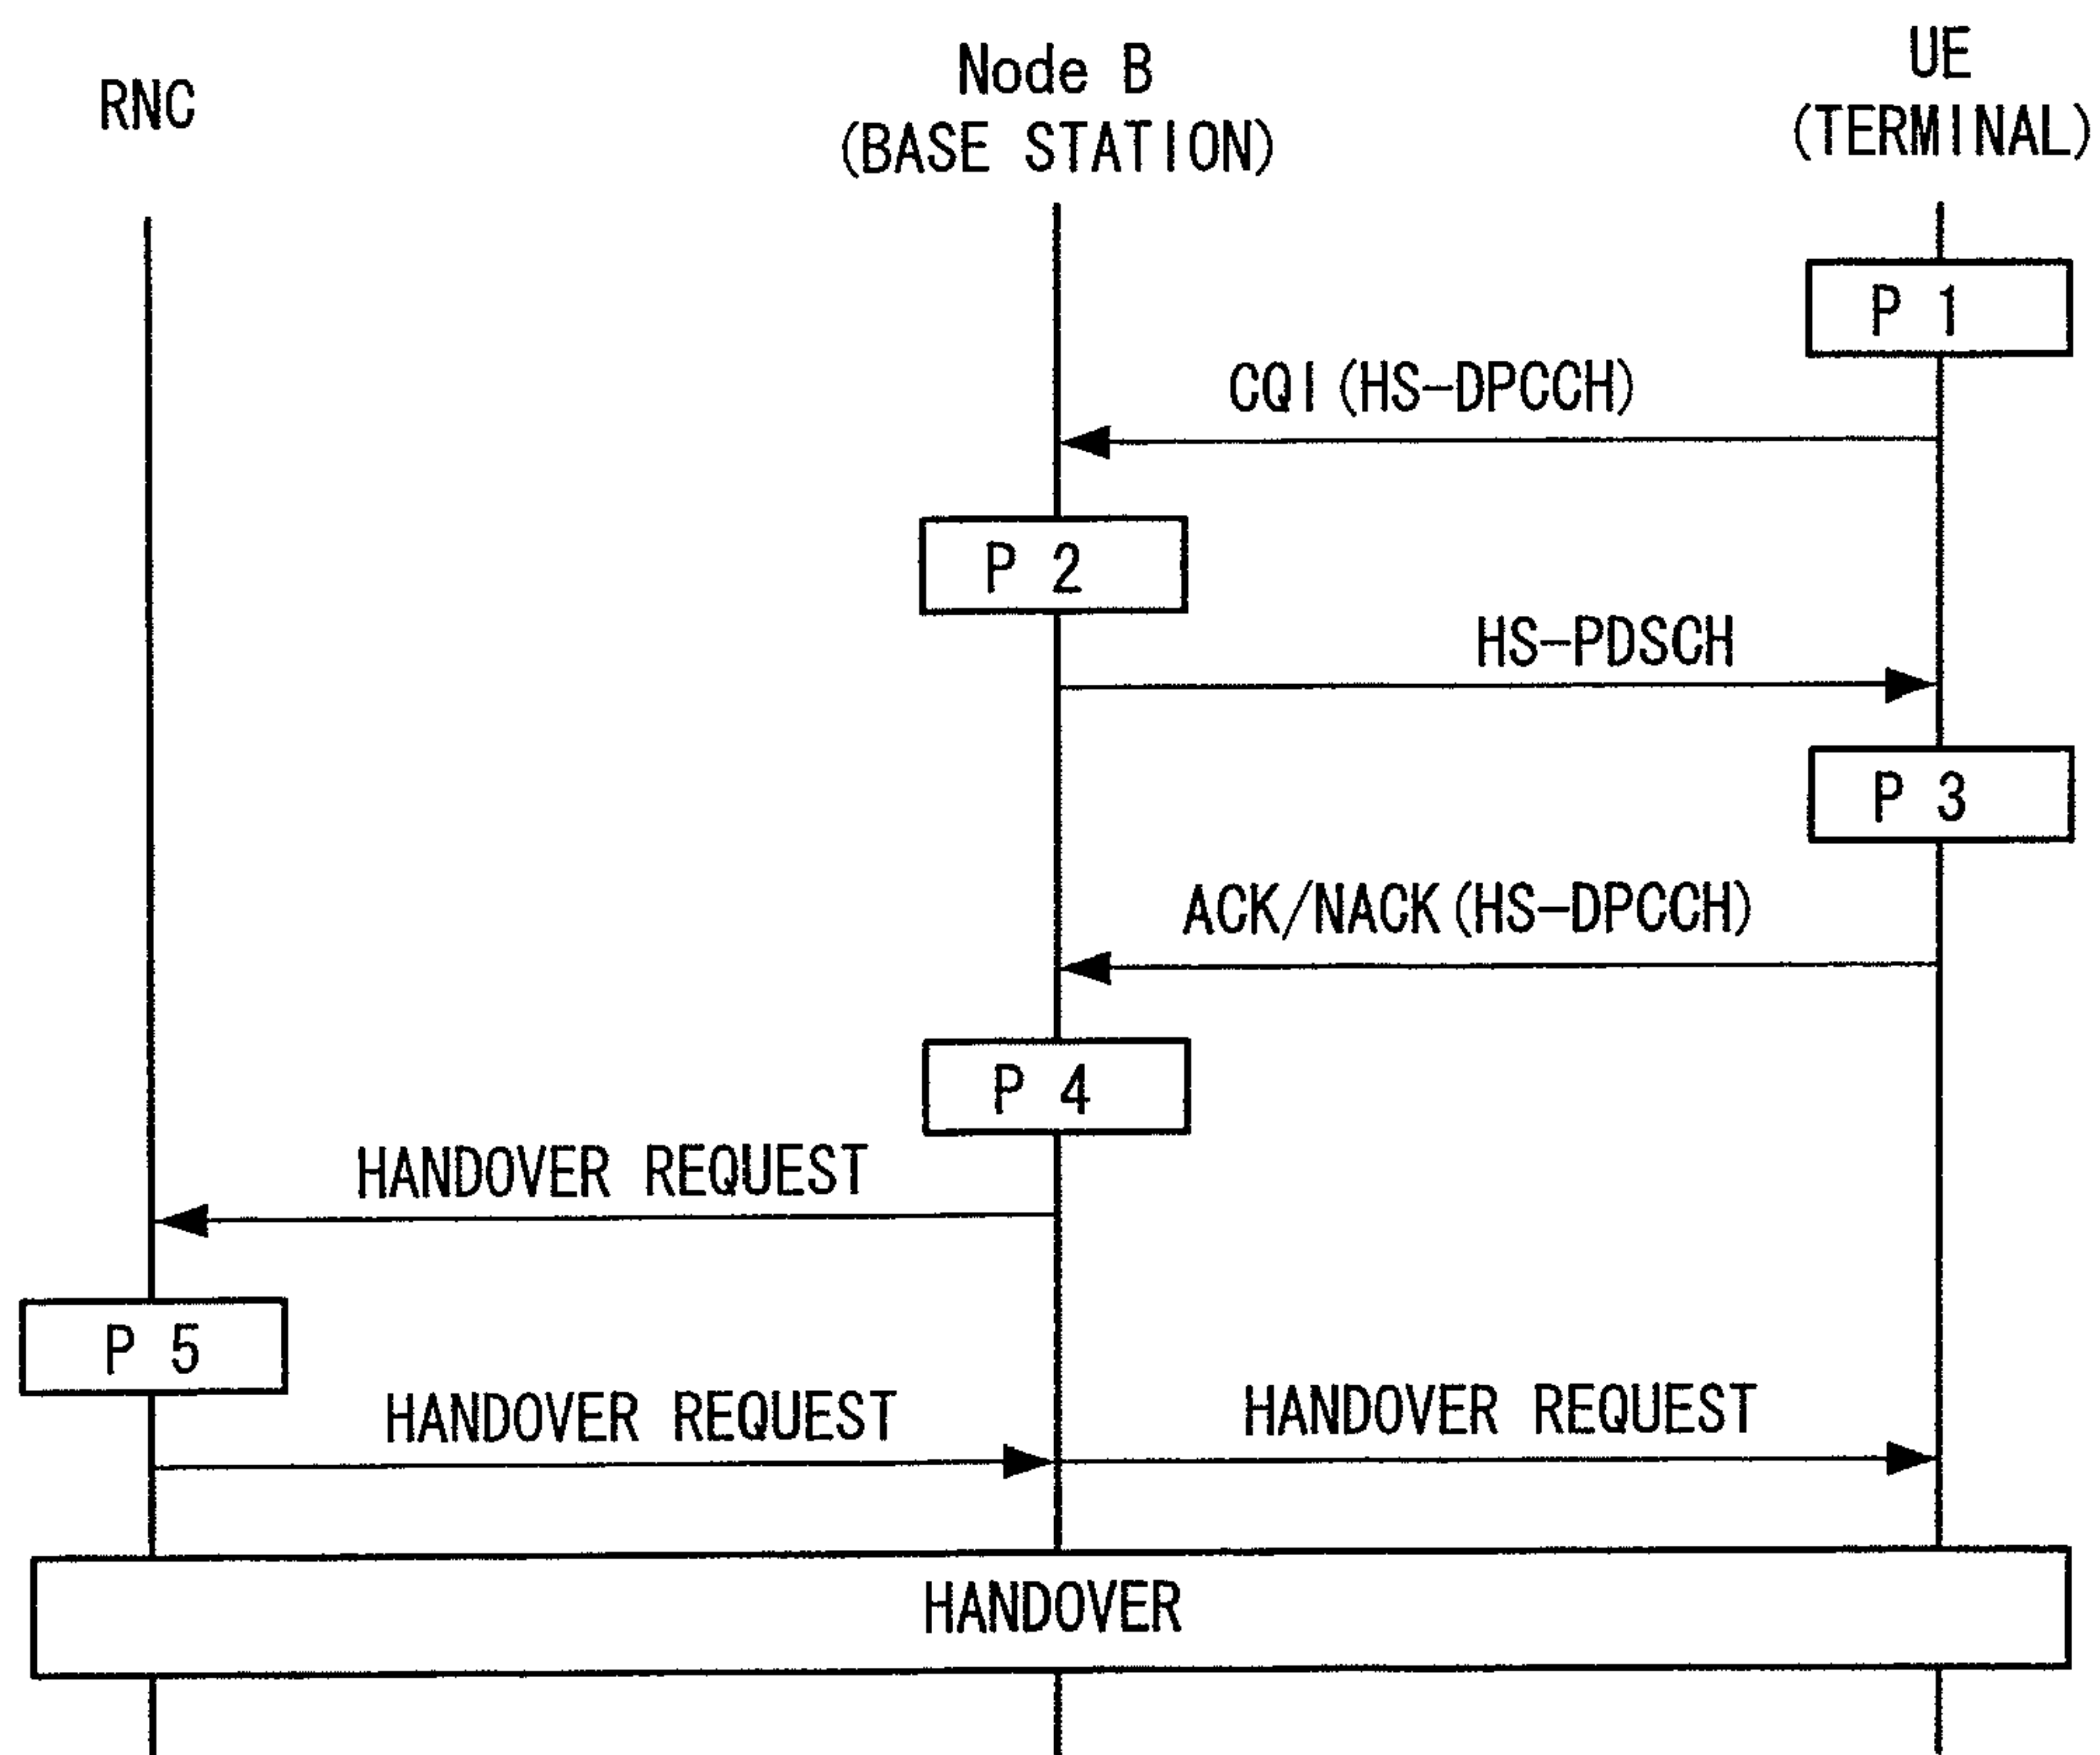 RNC
Node B
(BASE STATION)
UE
(TERMINAL)
P 1
CQI(HS-DPCCH)
P 2
HS-PDSCH
P 3
ACK/NACK(HS-DPCCH)
P 4
HANDOVER REQUEST
P 5
HANDOVER REQUEST
HANDOVER REQUEST
HANDOVER